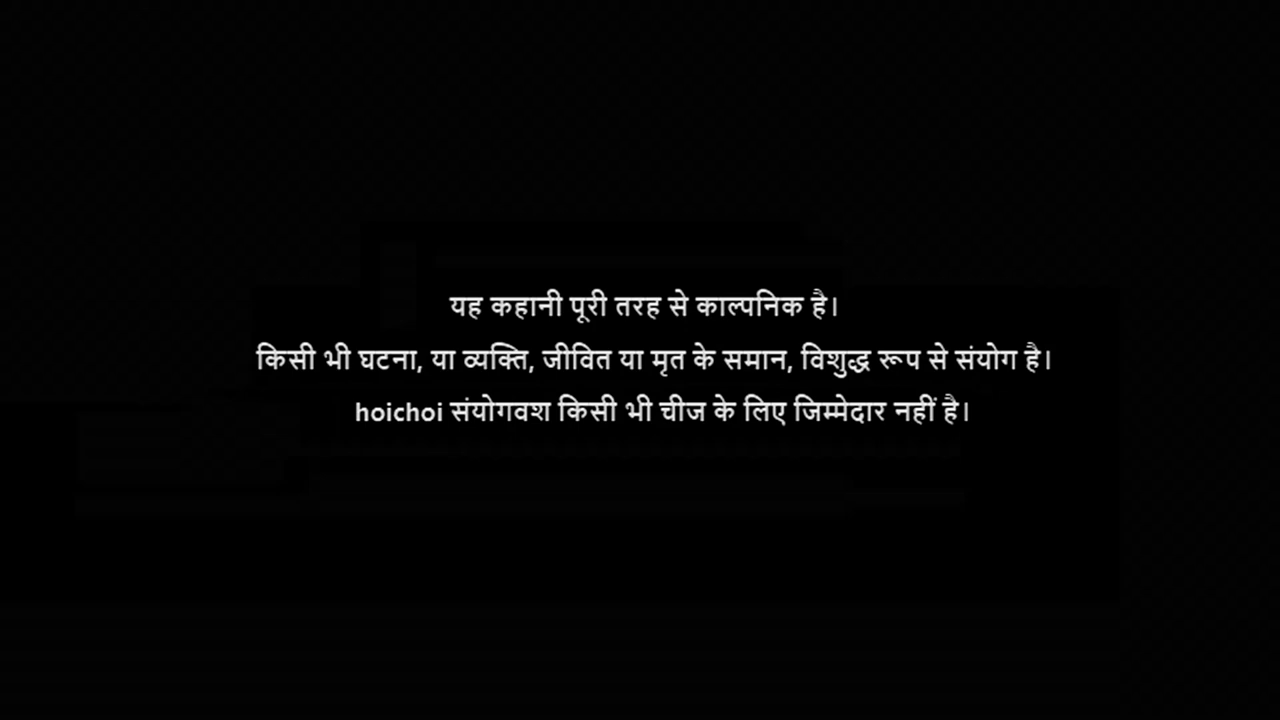 यह कहानी पूरी तरह से काल्पनिक है।
किसी भी घटना, या व्यक्ति, जीवित या मृत के समान, विशुद्ध रूप से संयोग है।
hoichoi संयोगवश किसी भी चीज के लिए जिम्मेदार नहीं है।